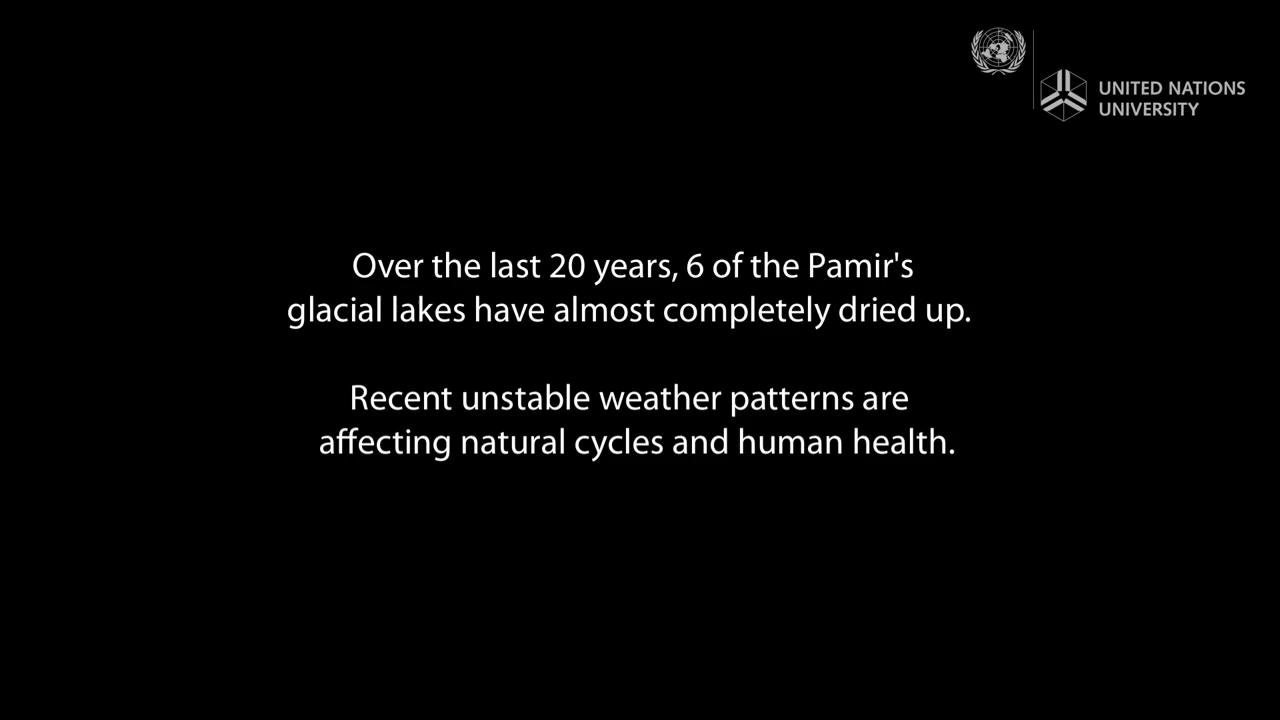 UNITED NATIONS
UNIVERSITY
Over the last 20 years, 6 of the Pamir's
glacial lakes have almost completely dried up.
Recent unstable weather patterns are
affecting natural cycles and human health.